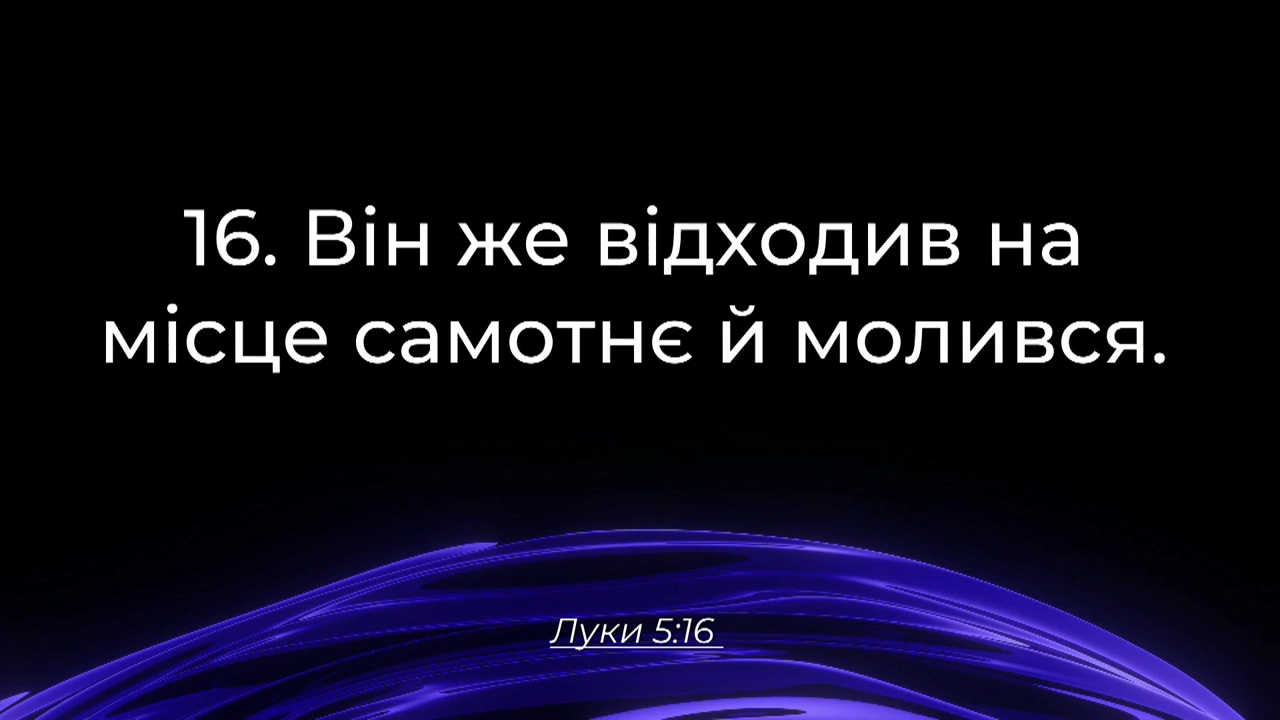 16. Він же відходив на
місце самотнє й молився.
Луки 5:16